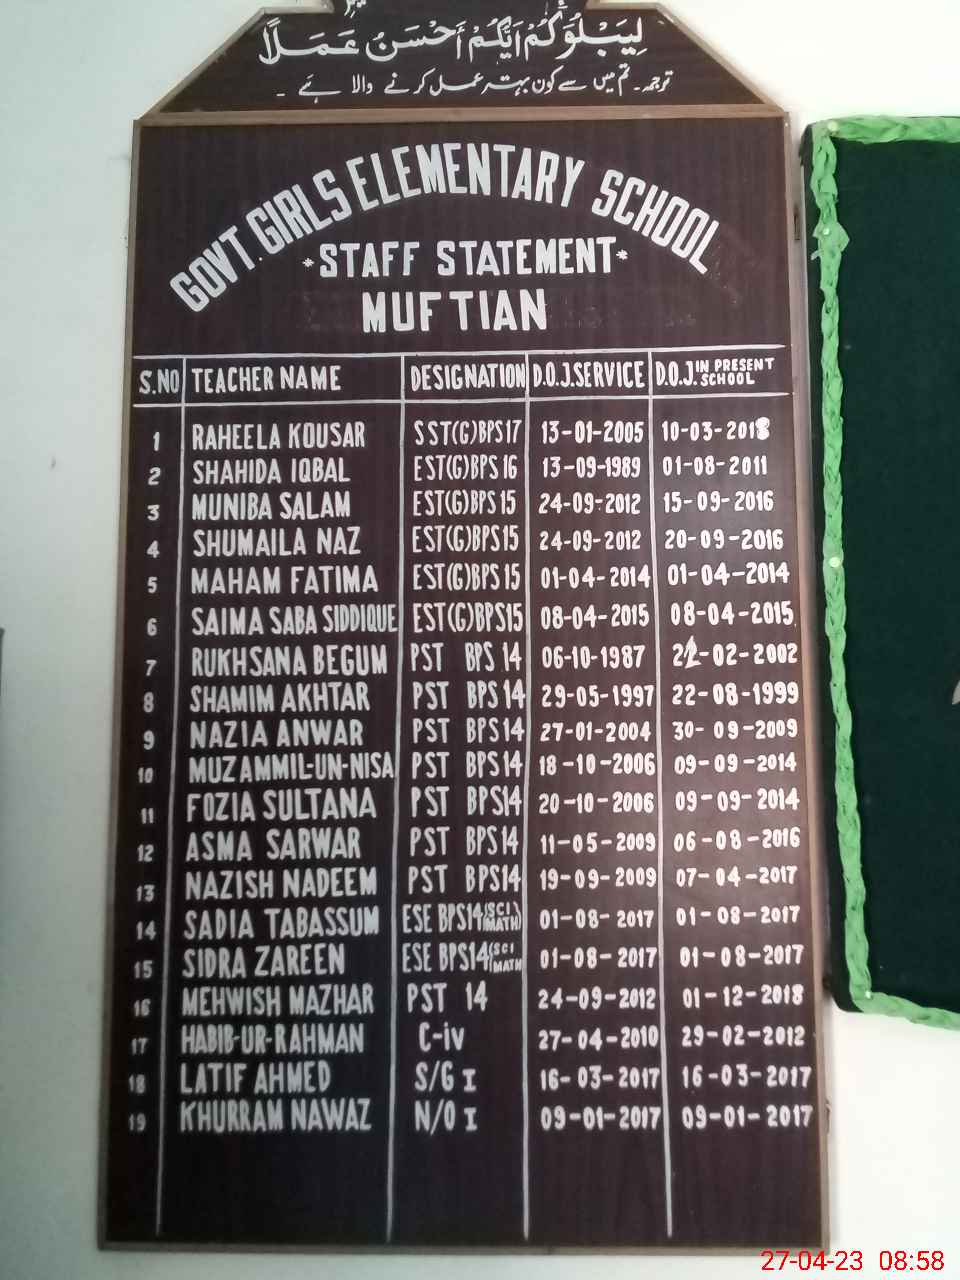 لِيَبْلُوَكُمْ اَيُّكُمْ اَحْسَنُ عَمَلًا
ترجمہ۔ تم میں سے کون بہتر عمل کرنے والا ہے ۔
GOVT. GIRLS ELEMENTARY SCHOOL
*STAFF STATEMENT*
MUFTIAN
S.NO TEACHER NAME DESIGNATION D.O.J.SERVICE D.O.J. IN PRESENT SCHOOL
1 RAHEELA KOUSAR SST(G)BPS17 13-01-2005 10-03-2018
2 SHAHIDA IQBAL EST(G)BPS 16 13-09-1989 01-08-2011
3 MUNIBA SALAM EST(G)BPS 15 24-09-2012 15-09-2016
4 SHUMAILA NAZ EST(G)BPS15 24-09-2012 20-09-2016
5 MAHAM FATIMA EST(G)BPS 15 01-04-2014 01-04-2014
6 SAIMA SABA SIDDIQUE EST(G)BPS15 08-04-2015 08-04-2015
7 RUKHSANA BEGUM PST BPS 14 06-10-1987 -02-2002
8 SHAMIM AKHTAR PST BPS 14 29-05-1997 22-08-1999
9 NAZIA ANWAR PST BPS14 27-01-2004 30-09-2009
10 MUZAMMIL-UN-NISA PST BPS14 18-10-2006 09-09-2014
11 FOZIA SULTANA PST BPS14 20-10-2006 09-09-2014
12 ASMA SARWAR PST BPS14 11-05-2009 06-08-2016
13 NAZISH NADEEM PST BPS14 19-09-2009 07-04-2017
14 SADIA TABASSUM ESE BPS14(SCI MATH) 01-08-2017 01-08-2017
15 SIDRA ZAREEN ESE BPS14(SCI MATH 01-08-2017 01-08-2017
16 MEHWISH MAZHAR PST 14 24-09-2012 01-12-2018
17 HABIB-UR-RAHMAN C-iv 27-04-2010 29-02-2012
18 LATIF AHMED S/G I 16-03-2017 16-03-2017
19 KHURRAM NAWAZ N/O I 09-01-2017 09-01-2017
27-04-23 08:58